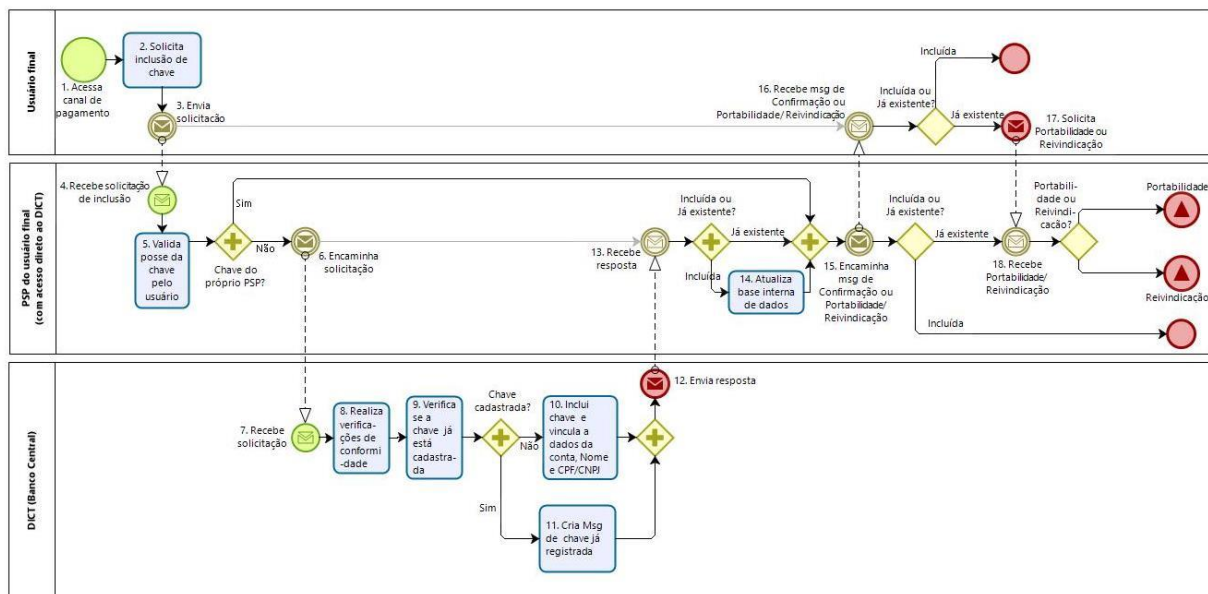 Usuário final
1. Acessa
canal de
pagamento
2. Solicita
inclusão de
chave
3. Envia
solicitação
16. Recebe msg de
Confirmação ou
Portabilidade/ Reivindicação
Incluída ou
Já existente?
Incluída
Já existente
17. Solicita
Portabilidade ou
Reivindicação
PSP do usuário final
(com acesso direto ao DICT)
4. Recebe solicitação
de inclusão
5. Valida
posse da
chave pelo
usuário
Sim
Não
Chave do
próprio PSP?
6. Encaminha
solicitação
13. Recebe
resposta
Incluída ou
Já existente?
Já existente
Incluída
14. Atualiza
base interna
de dados
15. Encaminha
msg de
Confirmação ou
Portabilidade/
Reivindicação
Incluída ou
Já existente?
Já existente
Incluída
18. Recebe
Portabilidade/
Reivindicação
Portabili-
dade ou
Reivindi-
cação?
Portabilidade
Reivindicação
DICT (Banco Central)
7. Recebe
solicitação
8. Realiza
verifica-
ções de
conformi
-dade
9. Verifica
se a
chave já
está
cadastra-
da
Chave
cadastrada?
Não
Sim
10. Inclui
chave e
vincula a
dados da
conta, Nome
e CPF/CNPJ
11. Cria Msg
de chave já
registrada
12. Envia resposta